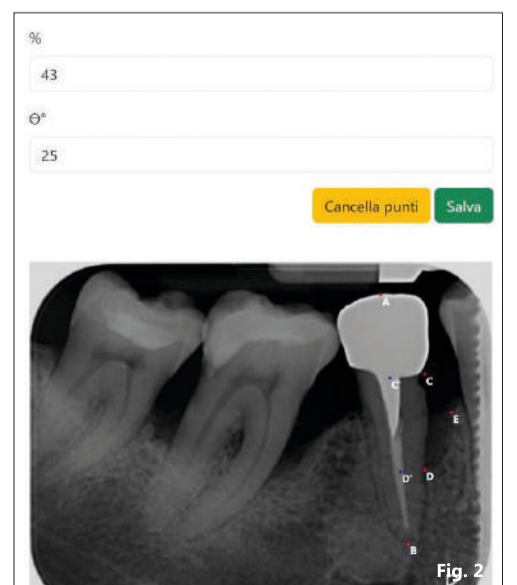 %
43
Θ°
25
Cancella punti Salva
A
C' C
E
D' D
B
Fig. 2